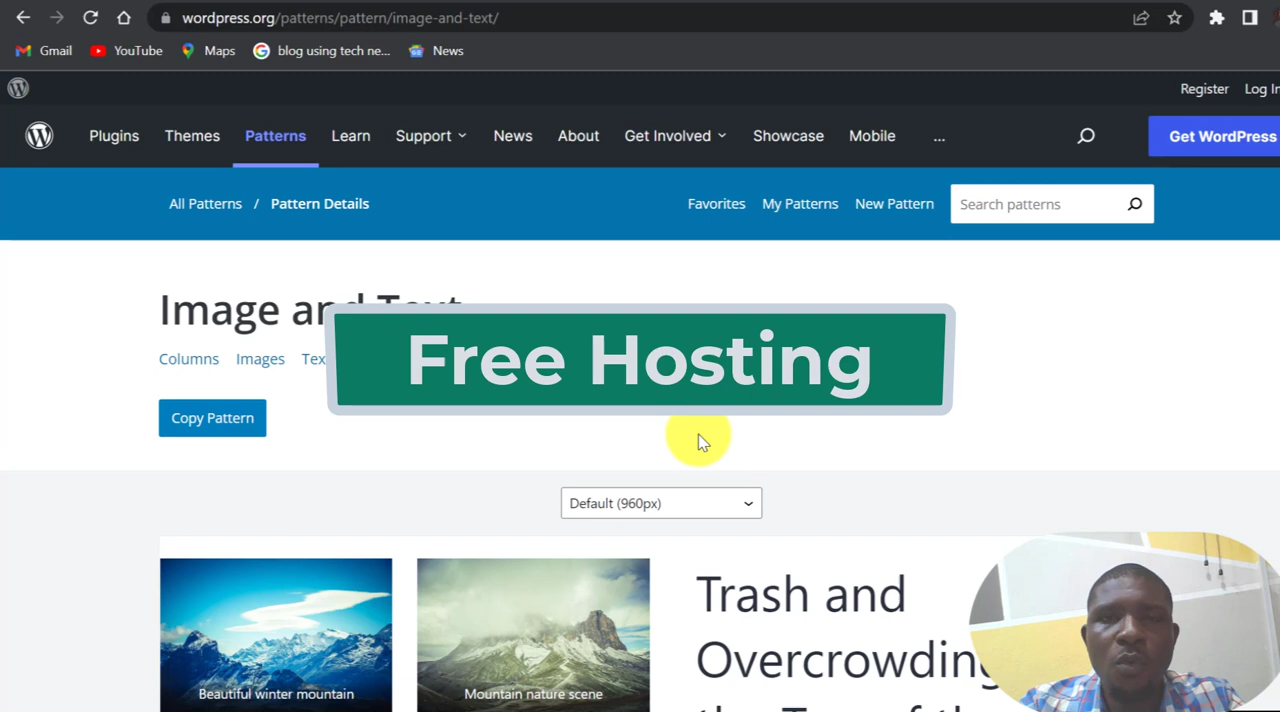 wordpress.org/patterns/pattern/image-and-text/
Gmail YouTube Maps blog using tech ne... News
Register Log In
Plugins Themes Patterns Learn Support News About Get Involved Showcase Mobile ... Get WordPress
All Patterns / Pattern Details Favorites My Patterns New Pattern Search patterns
Image and Text
Free Hosting
Columns Images Tex
Copy Pattern
Default (960px)
Trash and
Overcrowding
Beautiful winter mountain Mountain nature scene